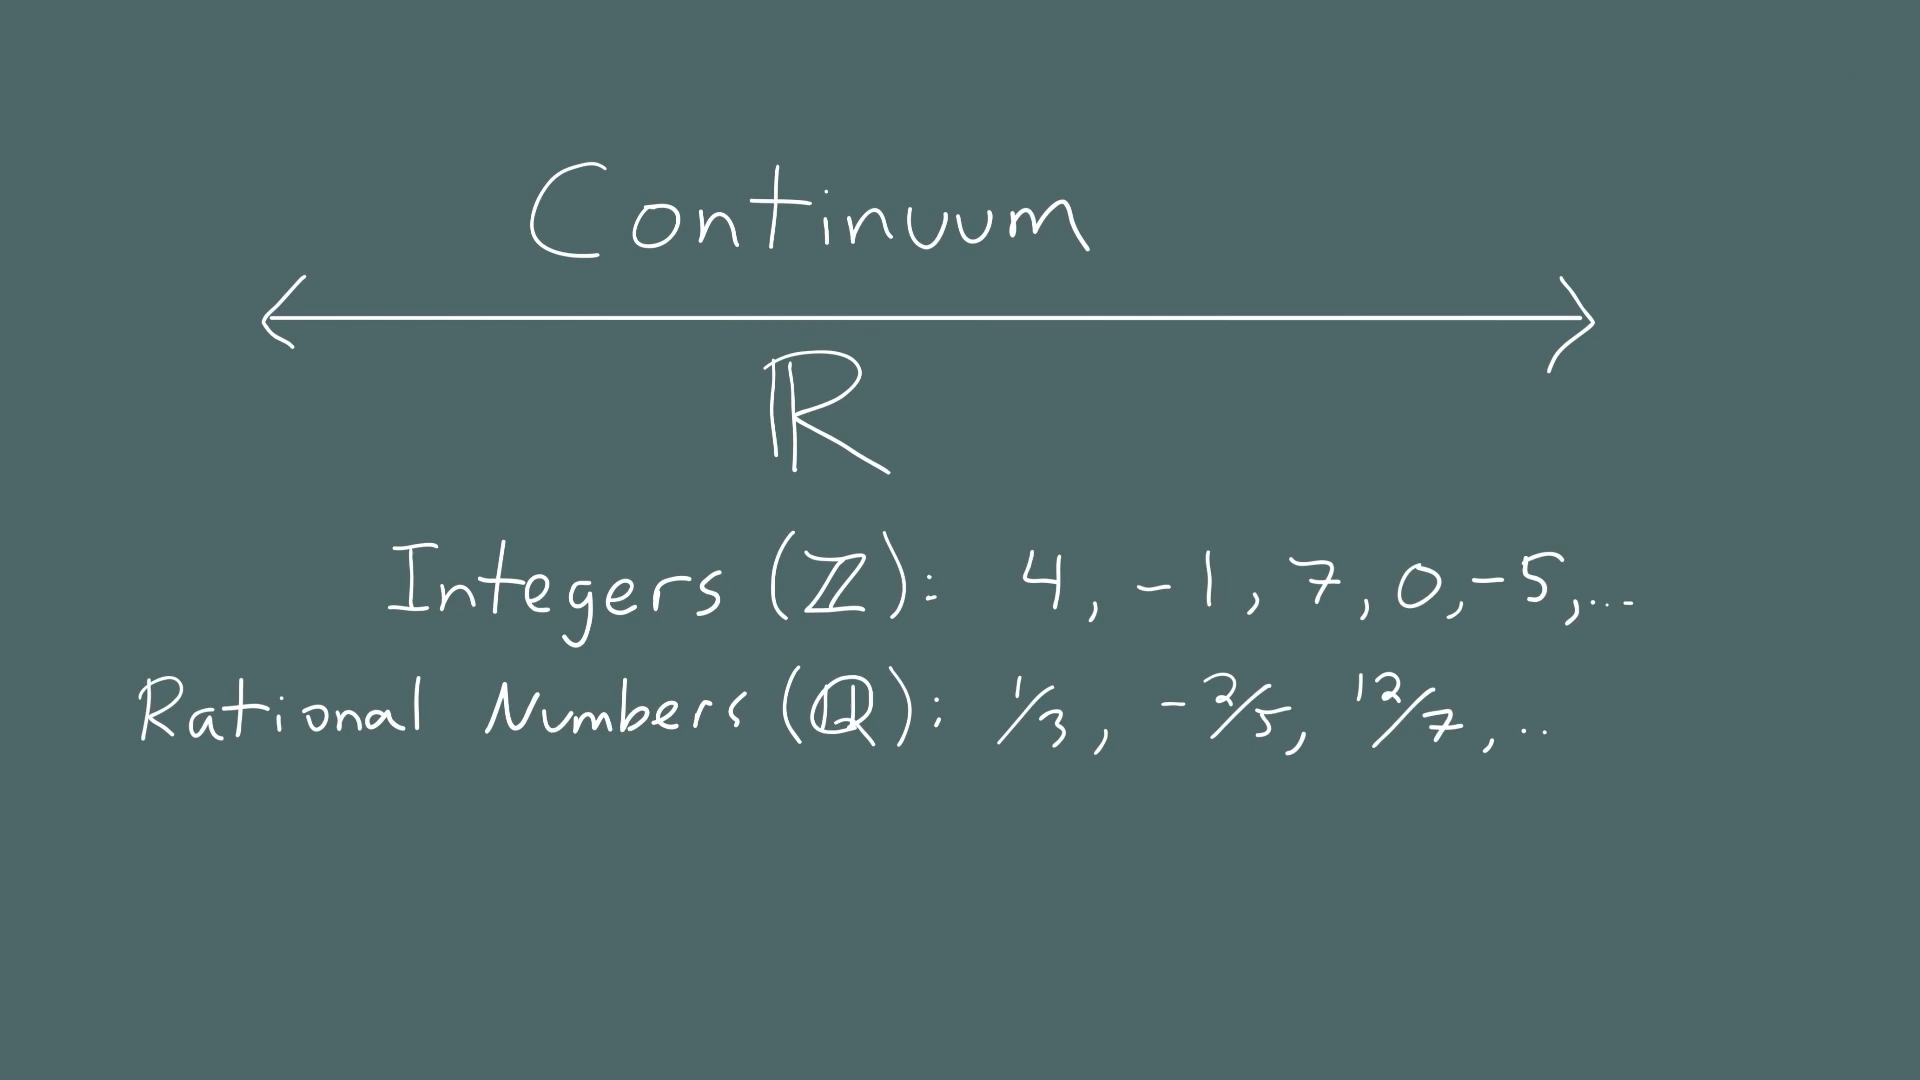 Continuum
ℝ
Integers (ℤ): 4, -1, 7, 0, -5, ...
Rational Numbers (ℚ): 1/3, -2/5, 12/7, ..